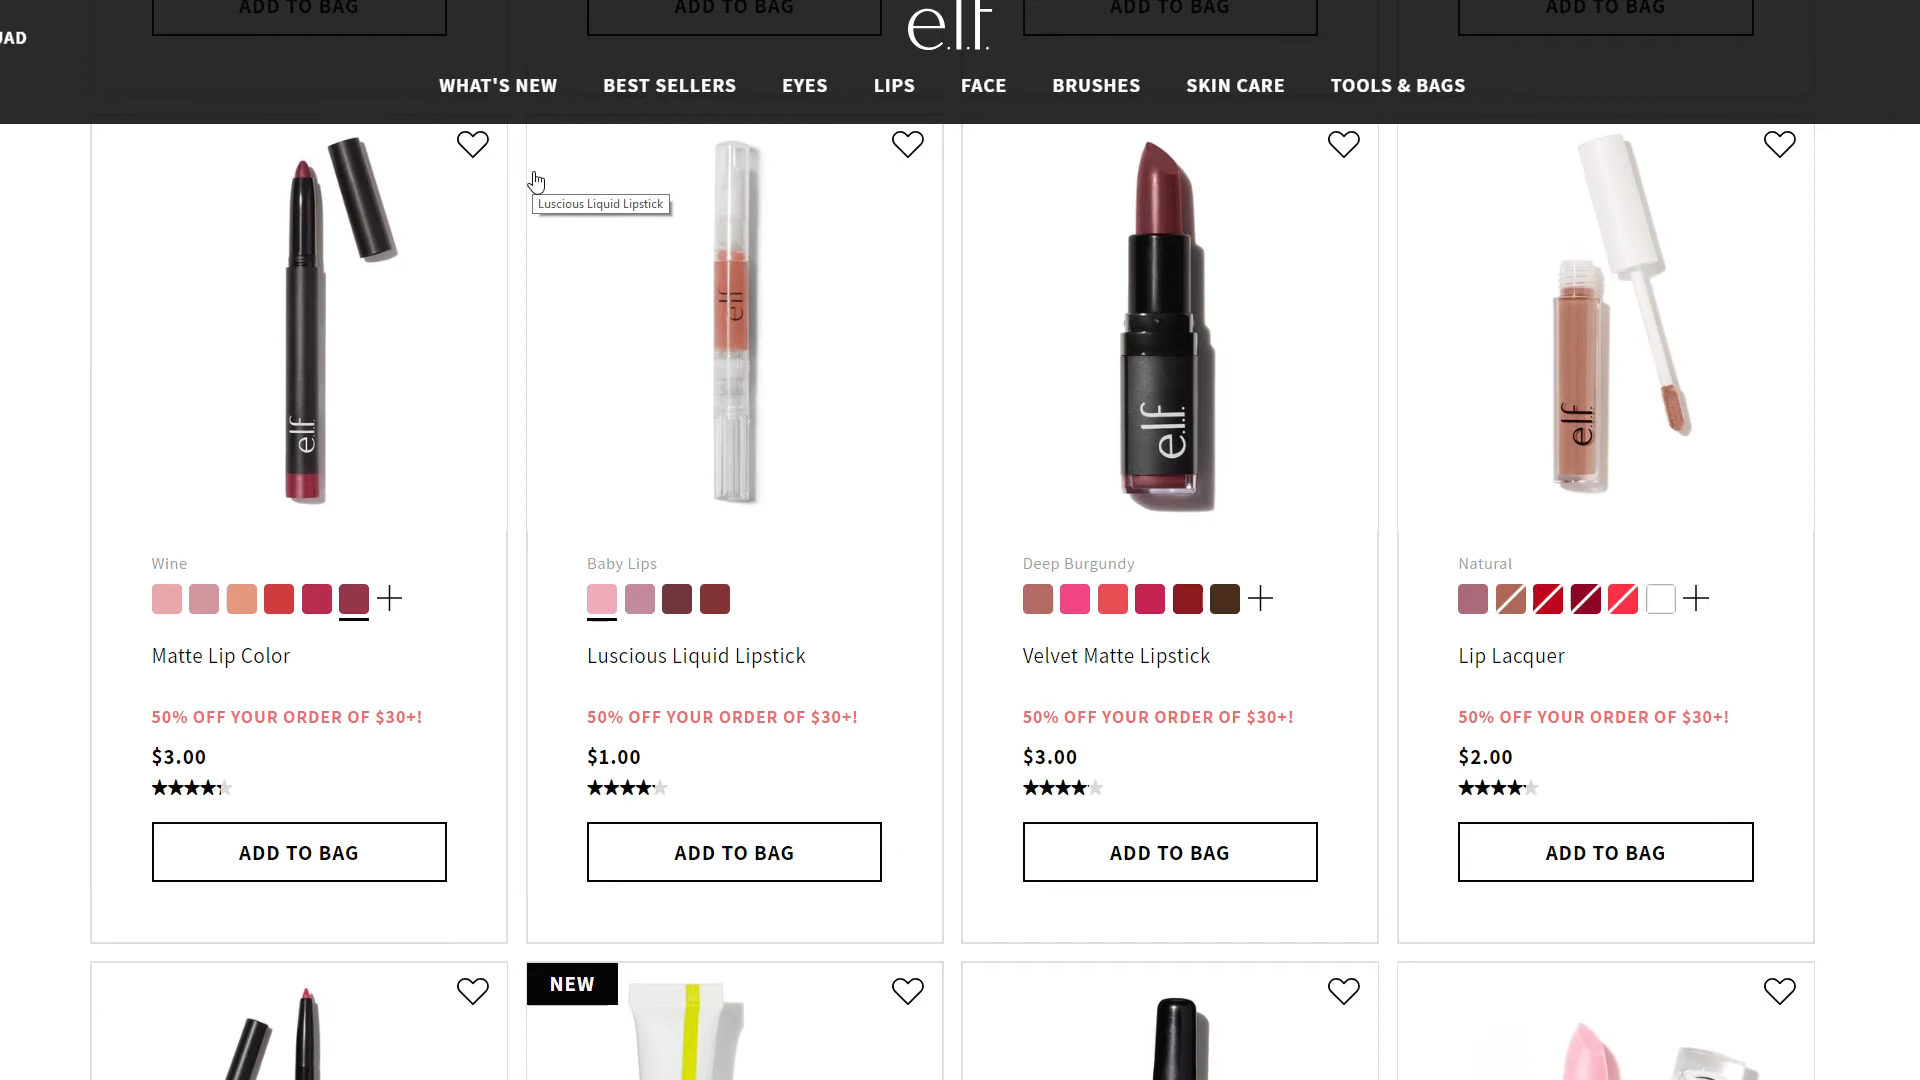 ADD TO BAG
ADD TO BAG
ADD TO BAG
ADD TO BAG
UAD
e.l.f.
WHAT'S NEW
BEST SELLERS
EYES
LIPS
FACE
BRUSHES
SKIN CARE
TOOLS & BAGS
Luscious Liquid Lipstick
e.l.f.
e.l.f.
e.l.f.
e.l.f.
Wine
Baby Lips
Deep Burgundy
Natural
Matte Lip Color
Luscious Liquid Lipstick
Velvet Matte Lipstick
Lip Lacquer
50% OFF YOUR ORDER OF $30+!
50% OFF YOUR ORDER OF $30+!
50% OFF YOUR ORDER OF $30+!
50% OFF YOUR ORDER OF $30+!
$3.00
$1.00
$3.00
$2.00
ADD TO BAG
ADD TO BAG
ADD TO BAG
ADD TO BAG
NEW